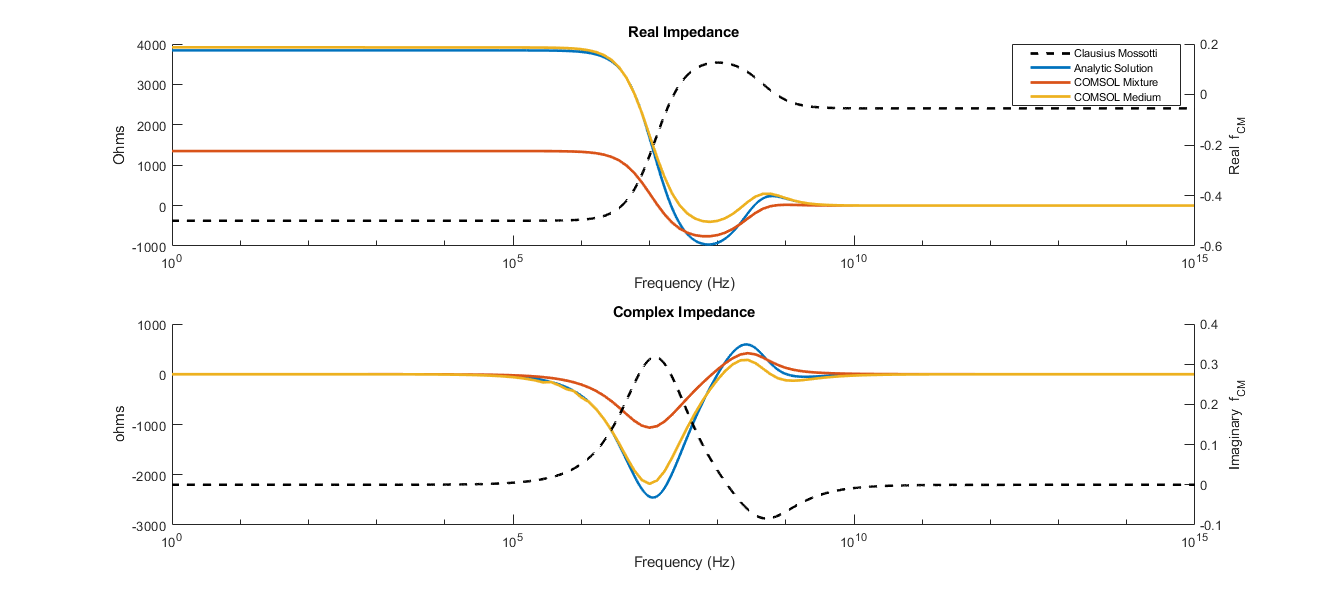 Real Impedance
4000
3000
2000
1000
0
-1000
Ohms
10^0
10^5
10^10
10^15
Frequency (Hz)
0.2
0
-0.2
-0.4
-0.6
Real f_CM
Clausius Mossotti
Analytic Solution
COMSOL Mixture
COMSOL Medium
Complex Impedance
1000
0
-1000
-2000
-3000
ohms
10^0
10^5
10^10
10^15
Frequency (Hz)
0.4
0.3
0.2
0.1
0
-0.1
Imaginary f_CM